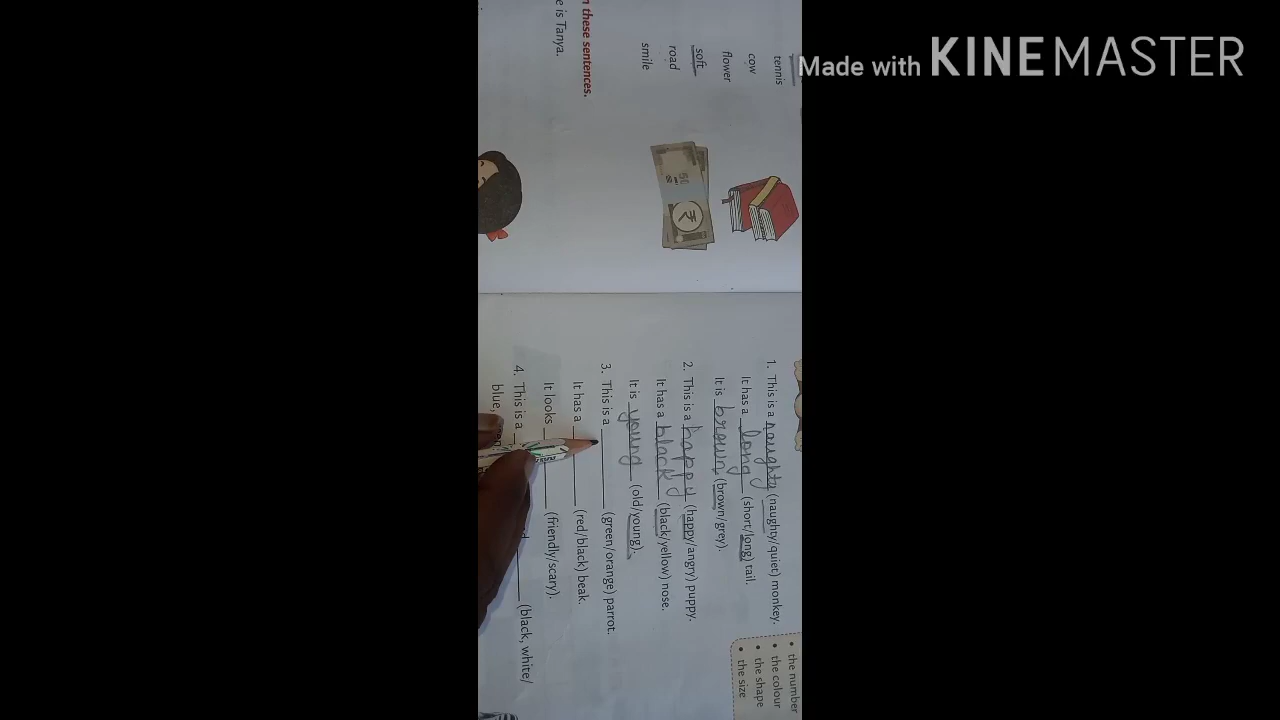 Made with KINEMASTER
tennis
cow
flower
soft
road
smile
n these sentences.
e is Tanya.
the number
the colour
the shape
the size
1. This is a naughty (naughty/quiet) monkey.
It has a long (short/long) tail.
It is brown (brown/grey).
2. This is a happy (happy/angry) puppy.
It has a black (black/yellow) nose.
It is young (old/young).
3. This is a ________ (green/orange) parrot.
It has a ________ (red/black) beak.
It looks ________ (friendly/scary).
4. This is a ________ (black, white/
blue,